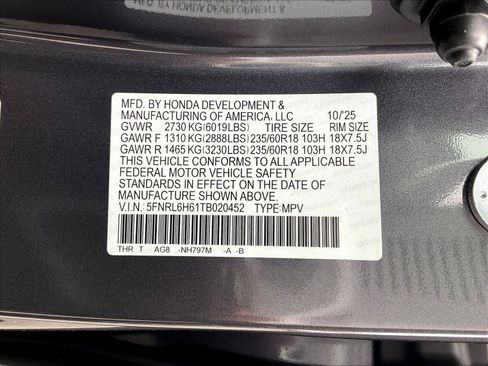 MFD. BY HONDA DEVELOPMENT &
MANUFACTURING OF AMERICA, LLC 10/'25
GVWR 2730 KG(6019LBS) TIRE SIZE RIM SIZE
GAWR F 1310 KG(2888LBS) 235/60R18 103H 18X7.5J
GAWR R 1465 KG(3230LBS) 235/60R18 103H 18X7.5J
THIS VEHICLE CONFORMS TO ALL APPLICABLE
FEDERAL MOTOR VEHICLE SAFETY
STANDARDS IN EFFECT ON THE DATE OF
MANUFACTURE SHOWN ABOVE.
V.I.N.: 5FNRL6H61TB020452 TYPE: MPV
THR T AG8 -NH797M -A -B